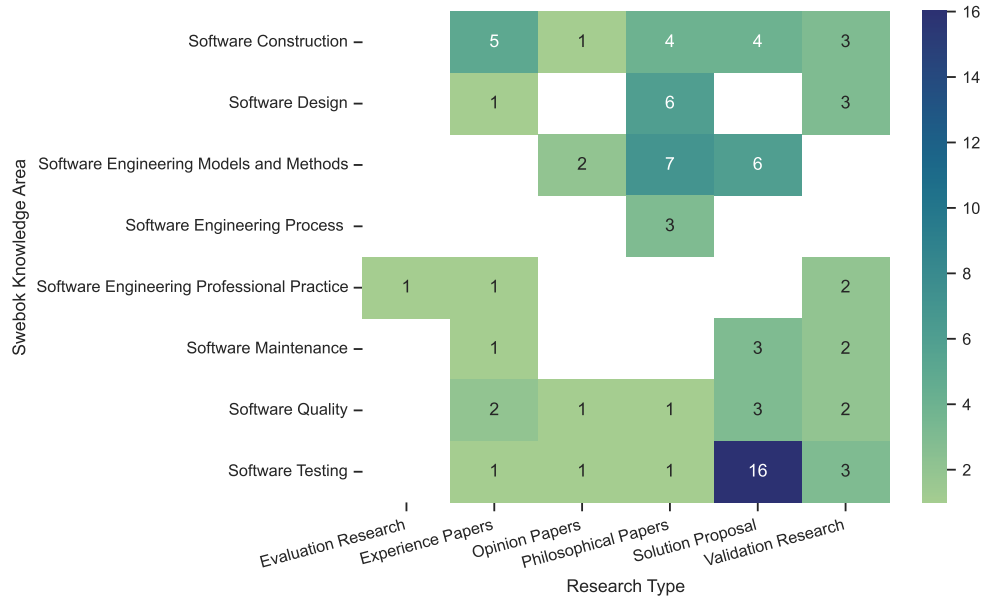 Swebok Knowledge Area
Software Construction 5 1 4 4 3
Software Design 1 6 3
Software Engineering Models and Methods 2 7 6
Software Engineering Process 3
Software Engineering Professional Practice 1 1 2
Software Maintenance 1 3 2
Software Quality 2 1 1 3 2
Software Testing 1 1 1 16 3
Evaluation Research
Experience Papers
Opinion Papers
Philosophical Papers
Solution Proposal
Validation Research
Research Type
16
14
12
10
8
6
4
2